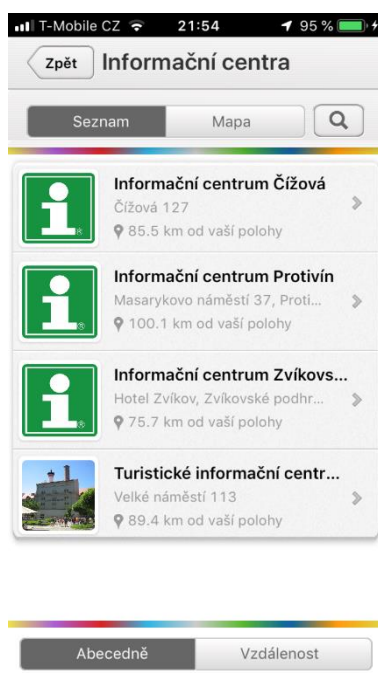 T-Mobile CZ 21:54 95 %
Zpět Informační centra
Seznam Mapa
Informační centrum Čížová
Čížová 127
85.5 km od vaší polohy
Informační centrum Protivín
Masarykovo náměstí 37, Proti...
100.1 km od vaší polohy
Informační centrum Zvíkovs...
Hotel Zvíkov, Zvíkovské podhr...
75.7 km od vaší polohy
Turistické informační centr...
Velké náměstí 113
89.4 km od vaší polohy
Abecedně Vzdálenost